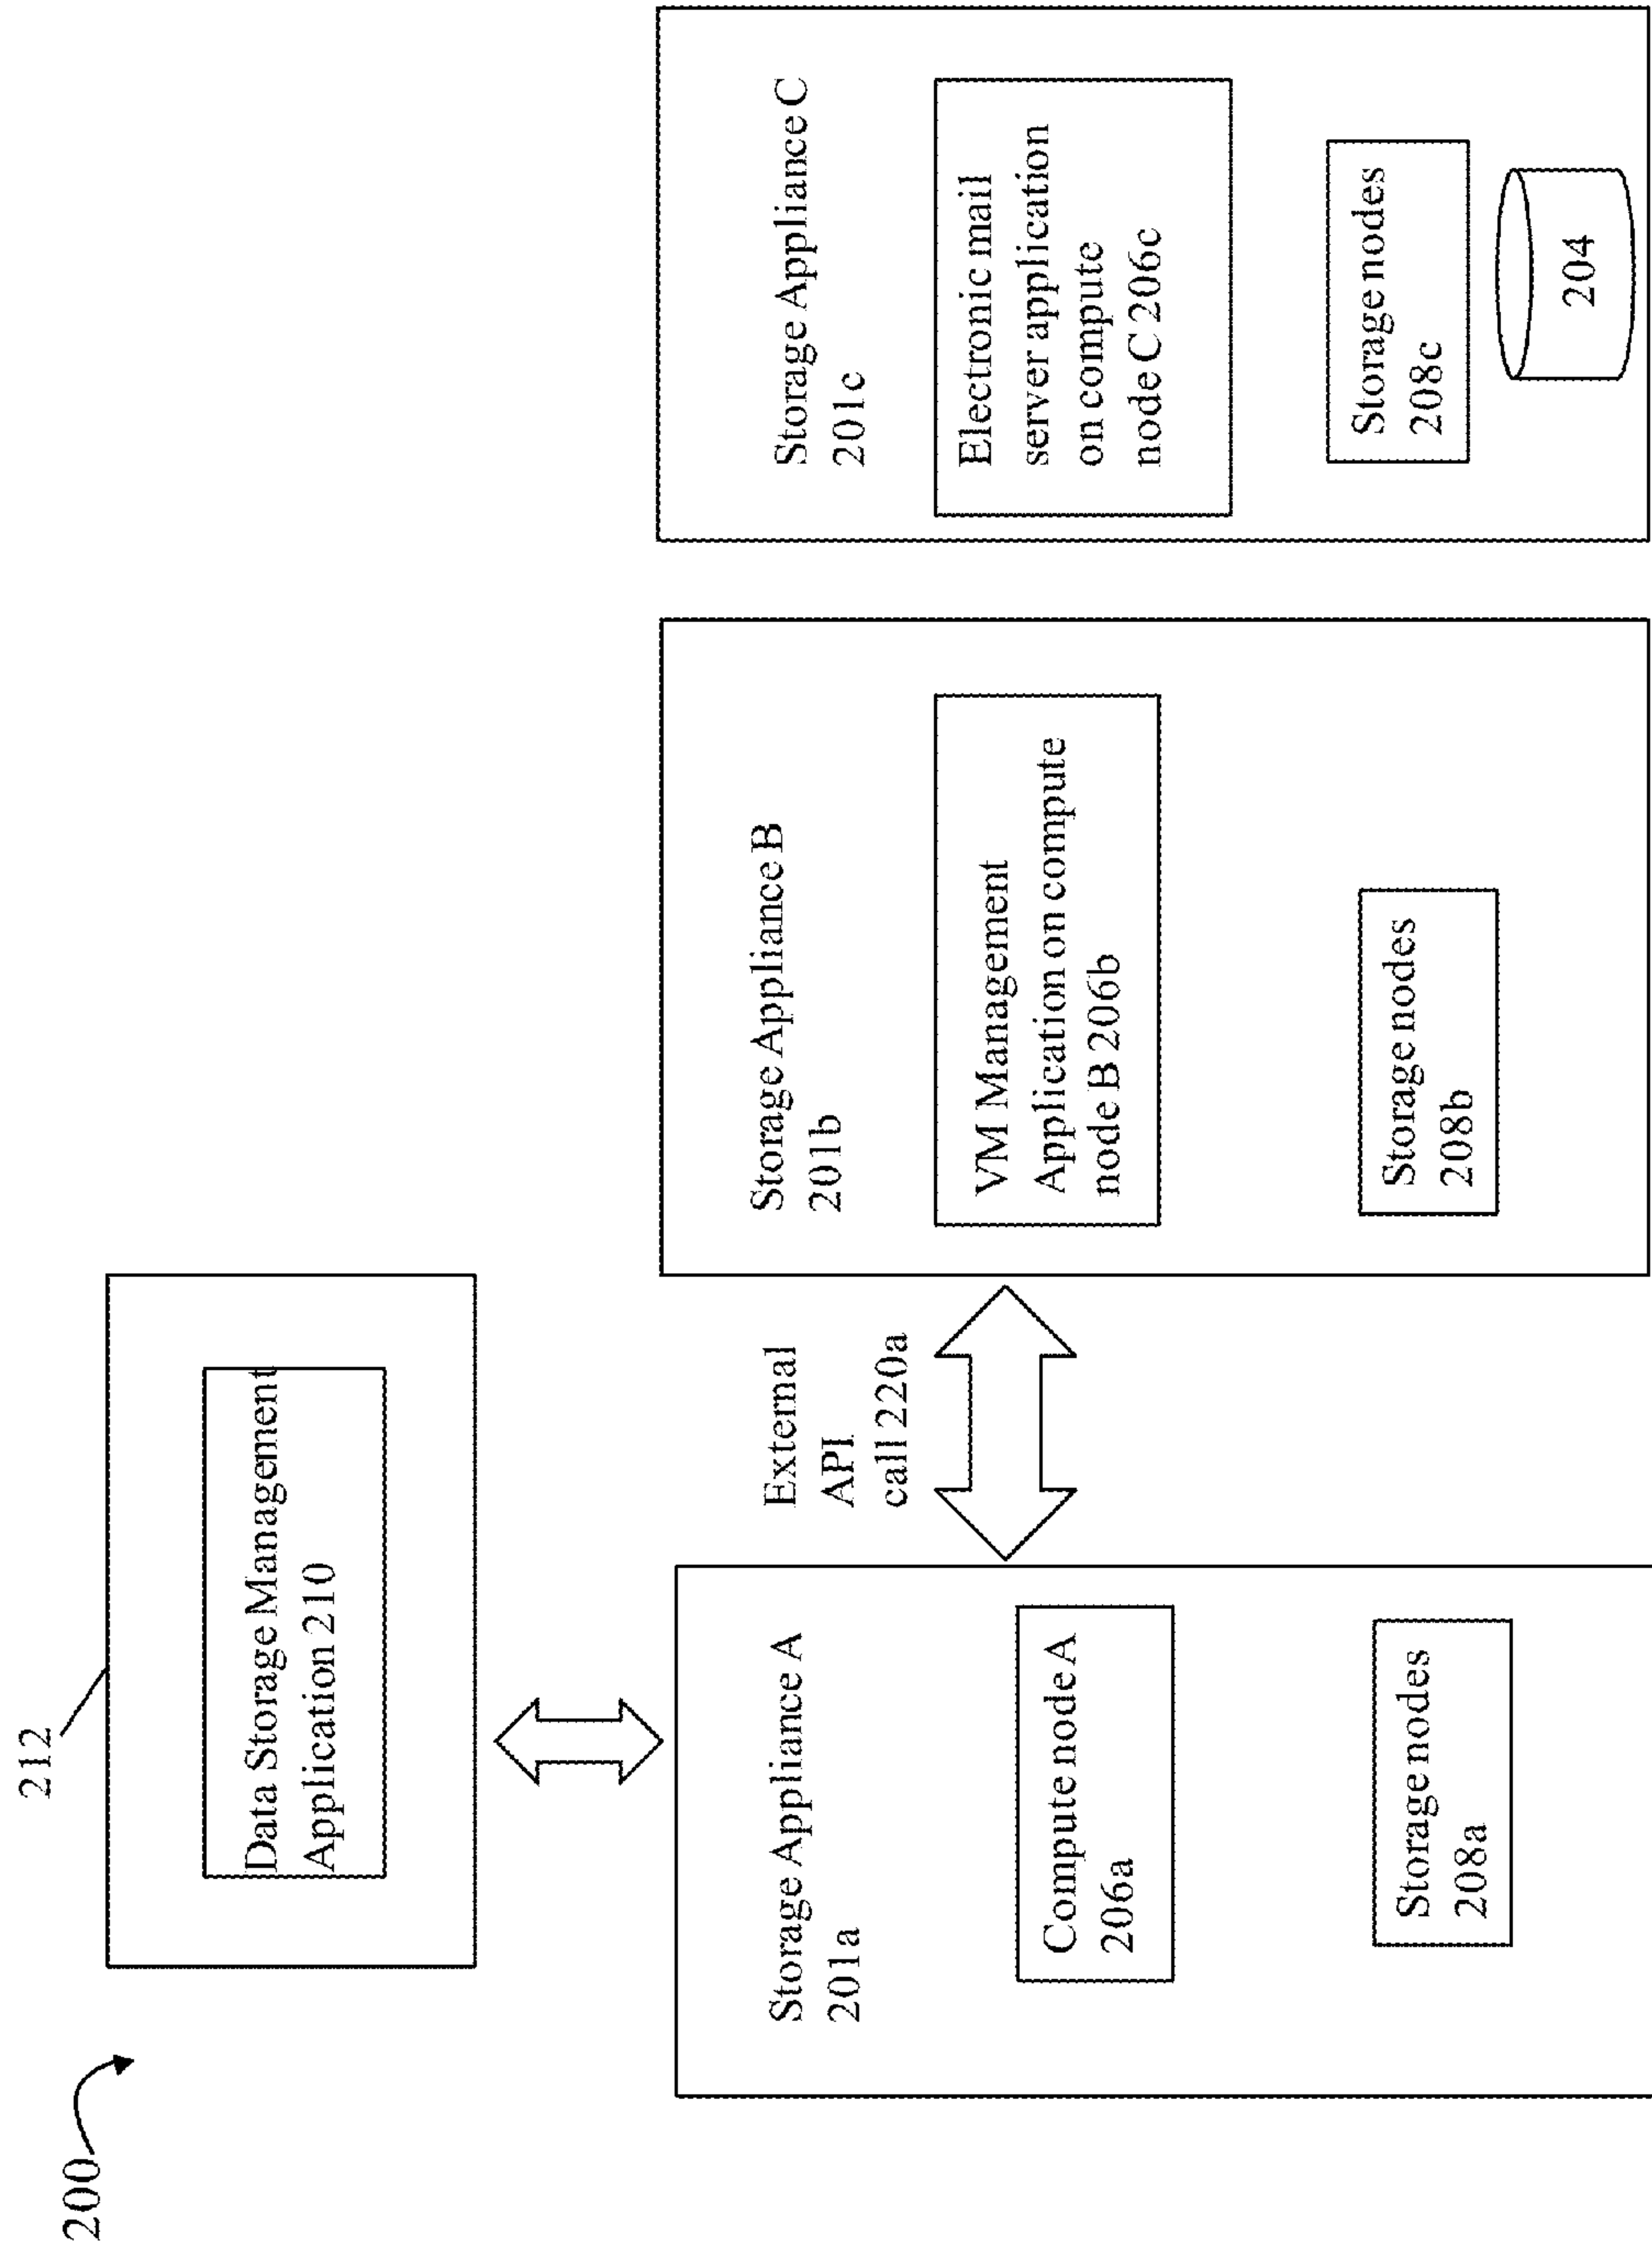 200
212
Data Storage Management
Application 210
Storage Appliance A
201a
Compute node A
206a
Storage nodes
208a
External
API
call 220a
Storage Appliance B
201b
VM Management
Application on compute
node B 206b
Storage nodes
208b
Storage Appliance C
201c
Electronic mail
server application
on compute
node C 206c
Storage nodes
208c
204